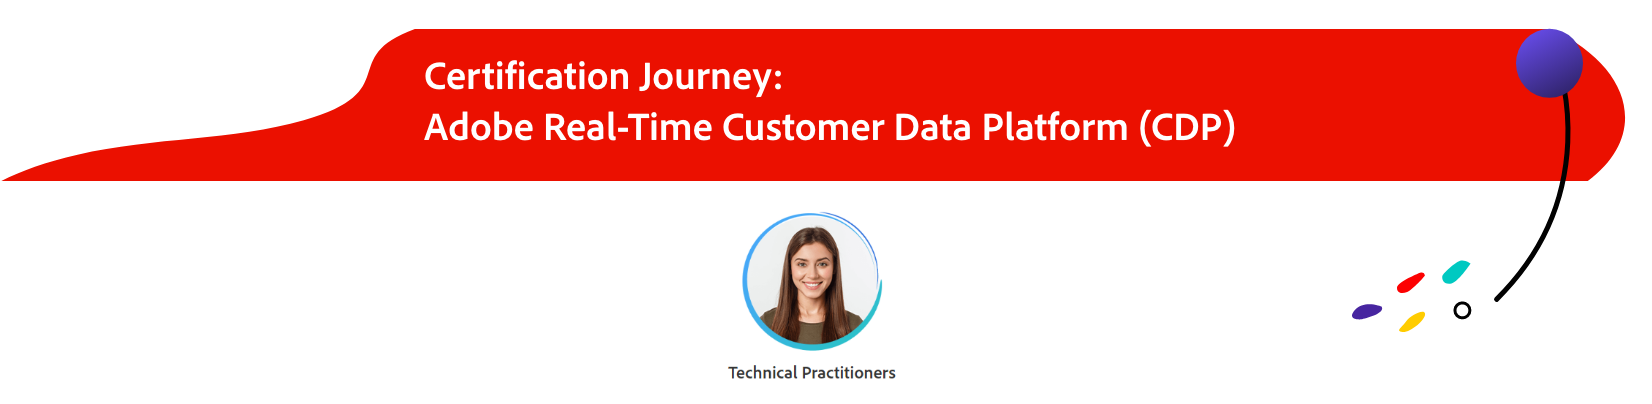 Certification Journey:
Adobe Real-Time Customer Data Platform (CDP)
Technical Practitioners